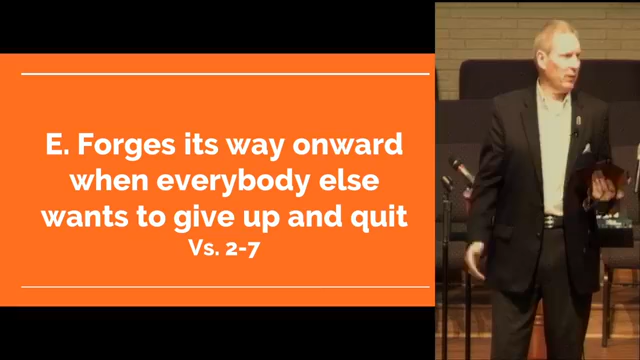 E. Forges its way onward
when everybody else
wants to give up and quit
Vs. 2-7